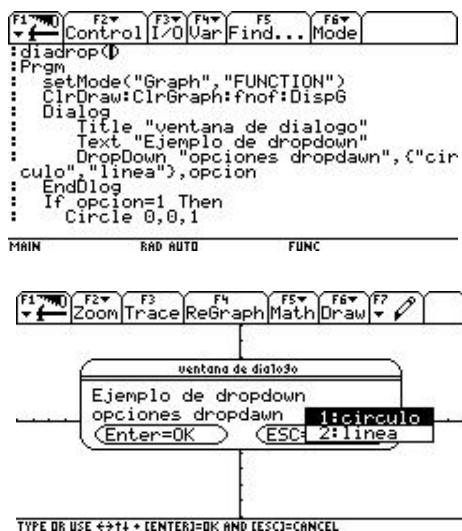 F1 F2 Control F3 I/O F4 Var F5 Find... F6 Mode
:diadrop()
:Prgm
: setMode("Graph","FUNCTION")
: ClrDraw:ClrGraph:fnof:DispG
: Dialog
: Title "ventana de dialogo"
: Text "Ejemplo de dropdown"
: DropDown "opciones dropdawn",{"cir
culo","linea"},opcion
: EndDlog
: If opcion=1 Then
: Circle 0,0,1
MAIN RAD AUTO FUNC
F1 F2 Zoom F3 Trace F4 ReGraph F5 Math F6 Draw F7
ventana de dialogo
Ejemplo de dropdown
opciones dropdawn 1:circulo
Enter=OK ESC= 2:linea
TYPE OR USE ←→↑↓ + [ENTER]=OK AND [ESC]=CANCEL